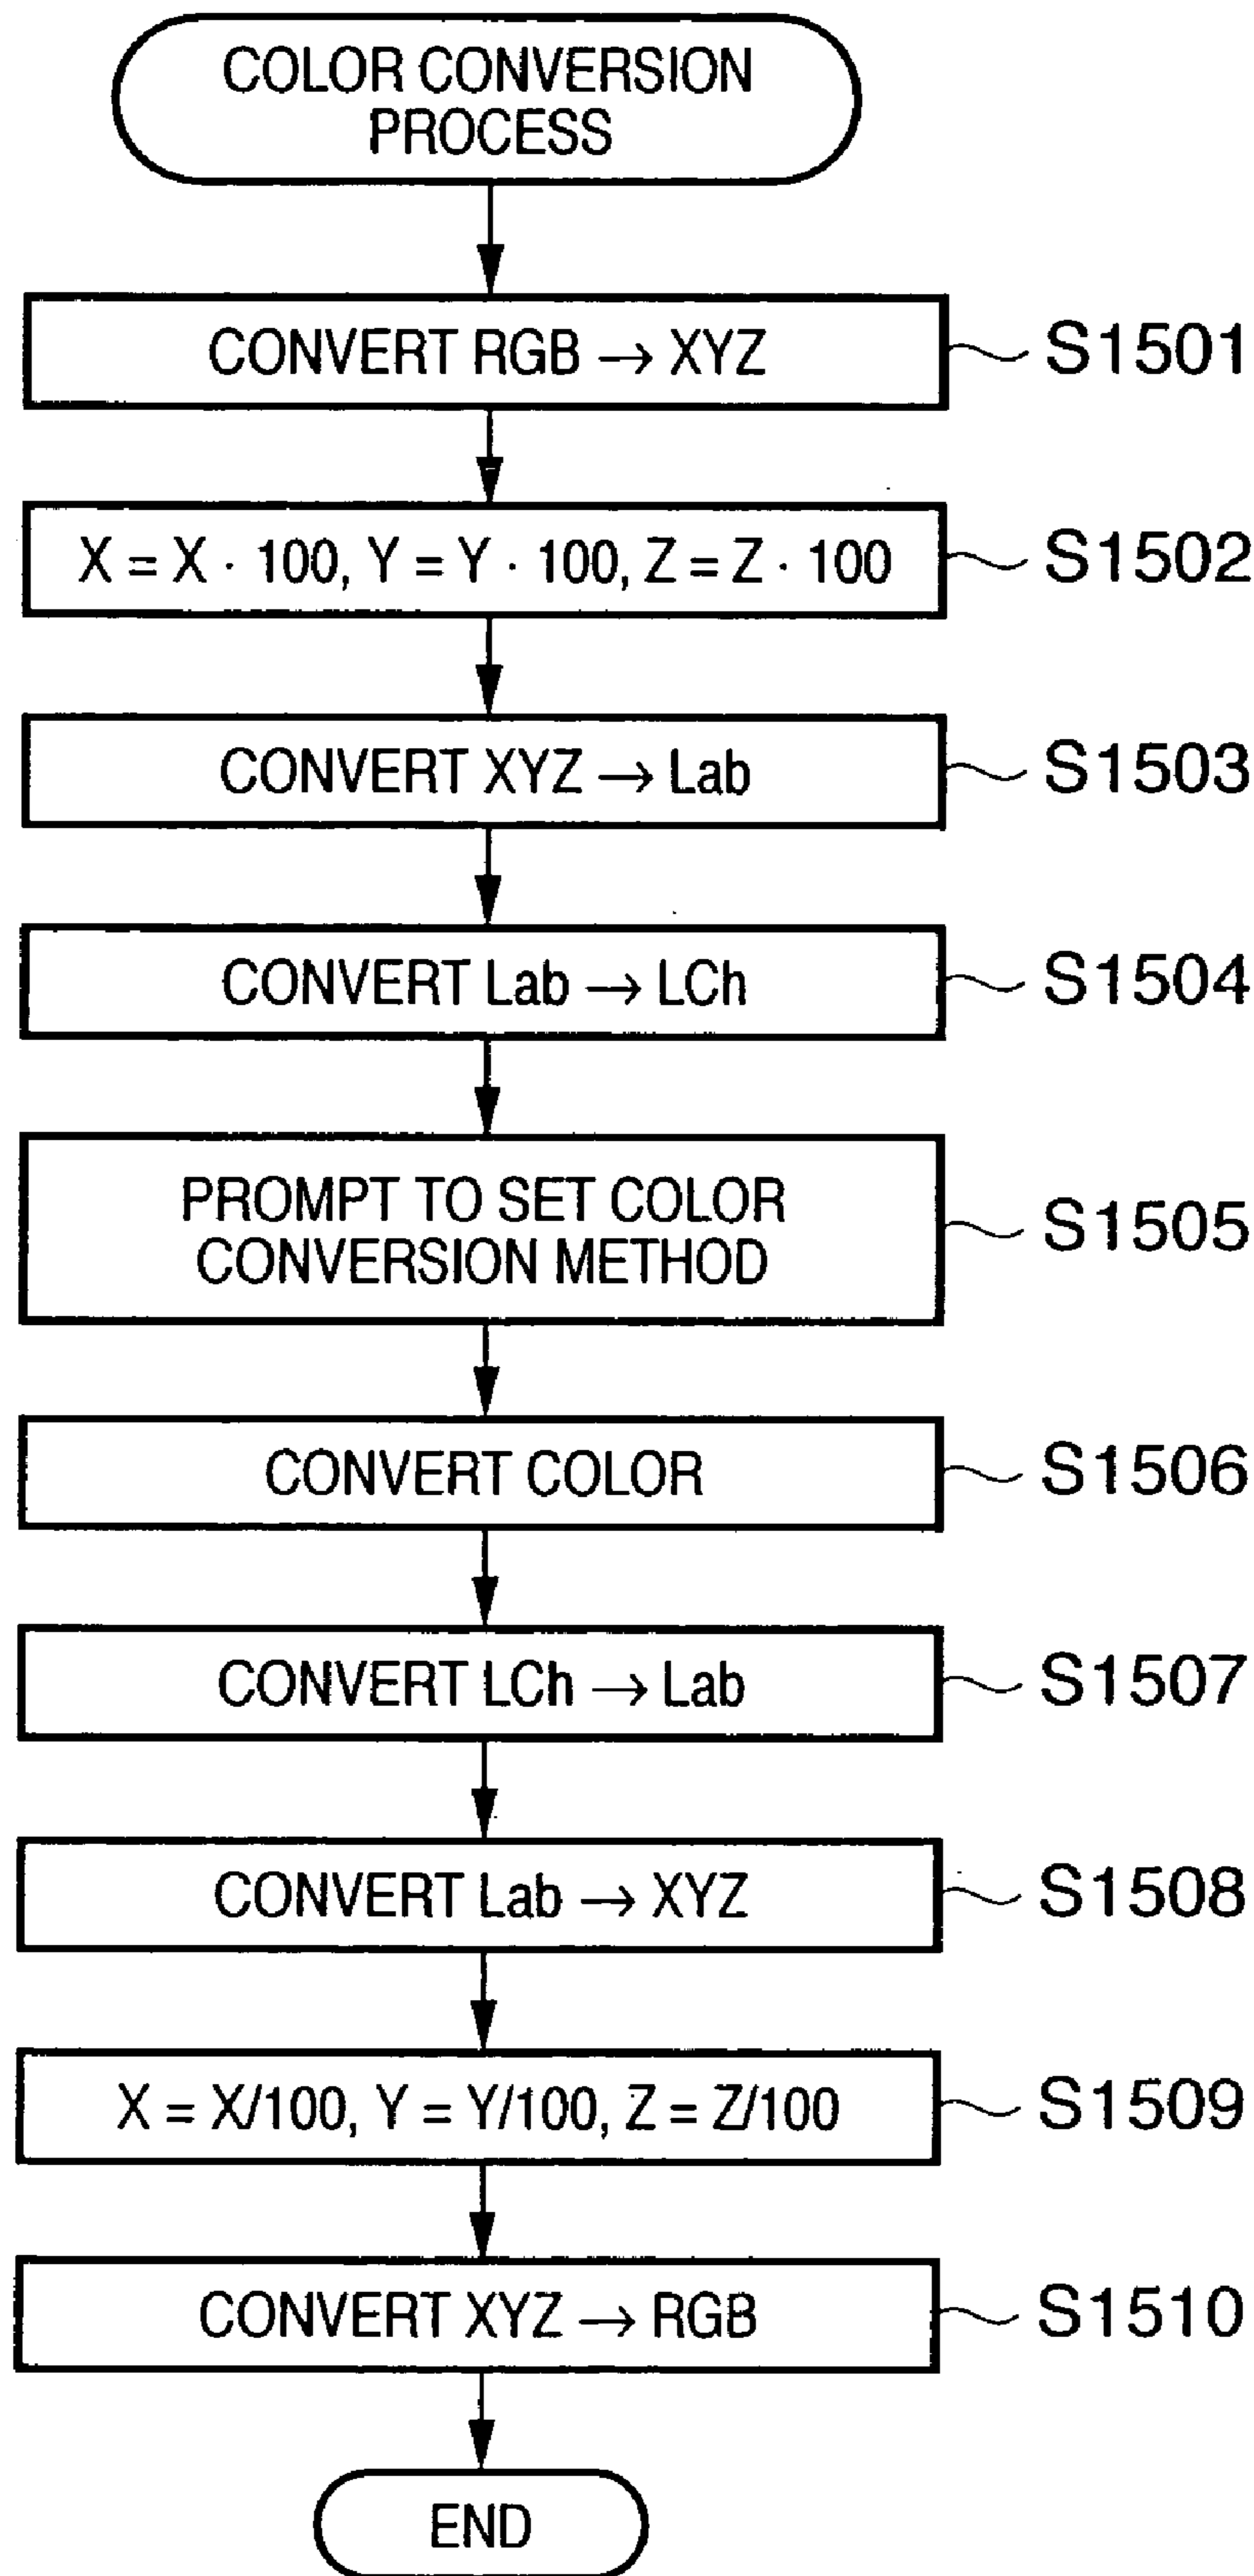 COLOR CONVERSION
PROCESS
CONVERT RGB → XYZ
S1501
X = X · 100, Y = Y · 100, Z = Z · 100
S1502
CONVERT XYZ → Lab
S1503
CONVERT Lab → LCh
S1504
PROMPT TO SET COLOR
CONVERSION METHOD
S1505
CONVERT COLOR
S1506
CONVERT LCh → Lab
S1507
CONVERT Lab → XYZ
S1508
X = X/100, Y = Y/100, Z = Z/100
S1509
CONVERT XYZ → RGB
S1510
END